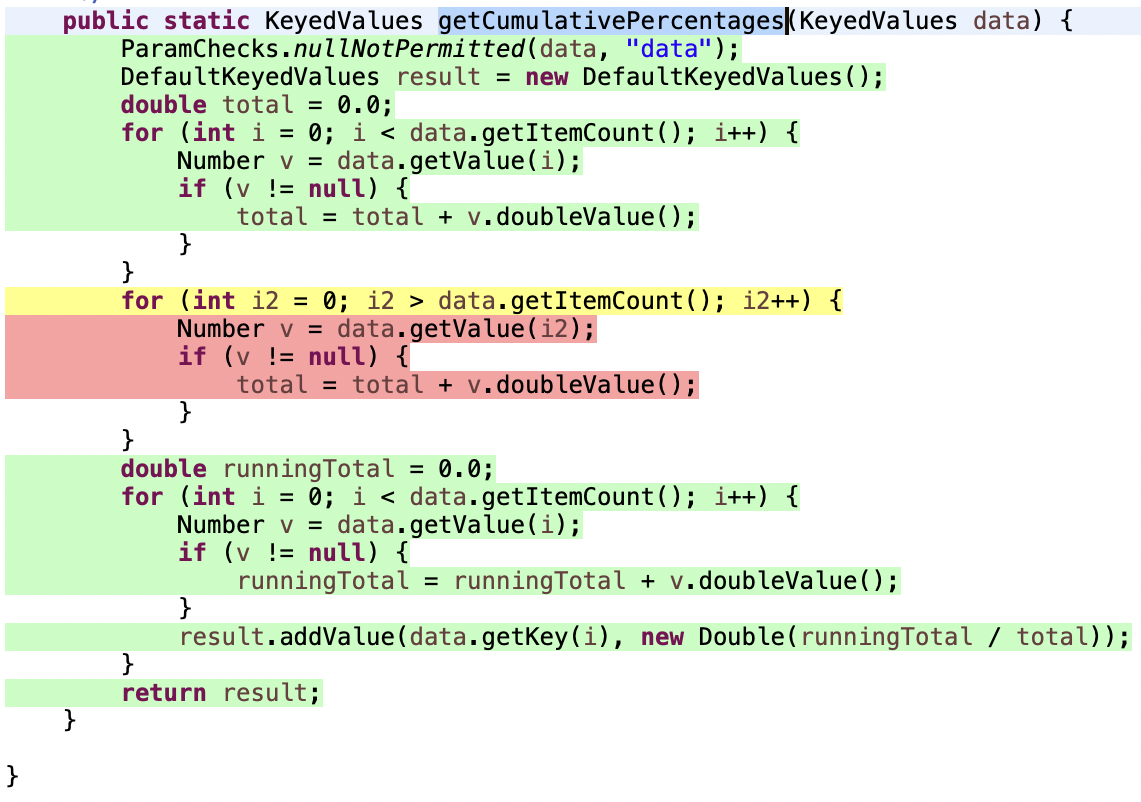 public static KeyedValues getCumulativePercentages(KeyedValues data) {
ParamChecks.nullNotPermitted(data, "data");
DefaultKeyedValues result = new DefaultKeyedValues();
double total = 0.0;
for (int i = 0; i < data.getItemCount(); i++) {
Number v = data.getValue(i);
if (v != null) {
total = total + v.doubleValue();
}
}
for (int i2 = 0; i2 > data.getItemCount(); i2++) {
Number v = data.getValue(i2);
if (v != null) {
total = total + v.doubleValue();
}
}
double runningTotal = 0.0;
for (int i = 0; i < data.getItemCount(); i++) {
Number v = data.getValue(i);
if (v != null) {
runningTotal = runningTotal + v.doubleValue();
}
result.addValue(data.getKey(i), new Double(runningTotal / total));
}
return result;
}
}